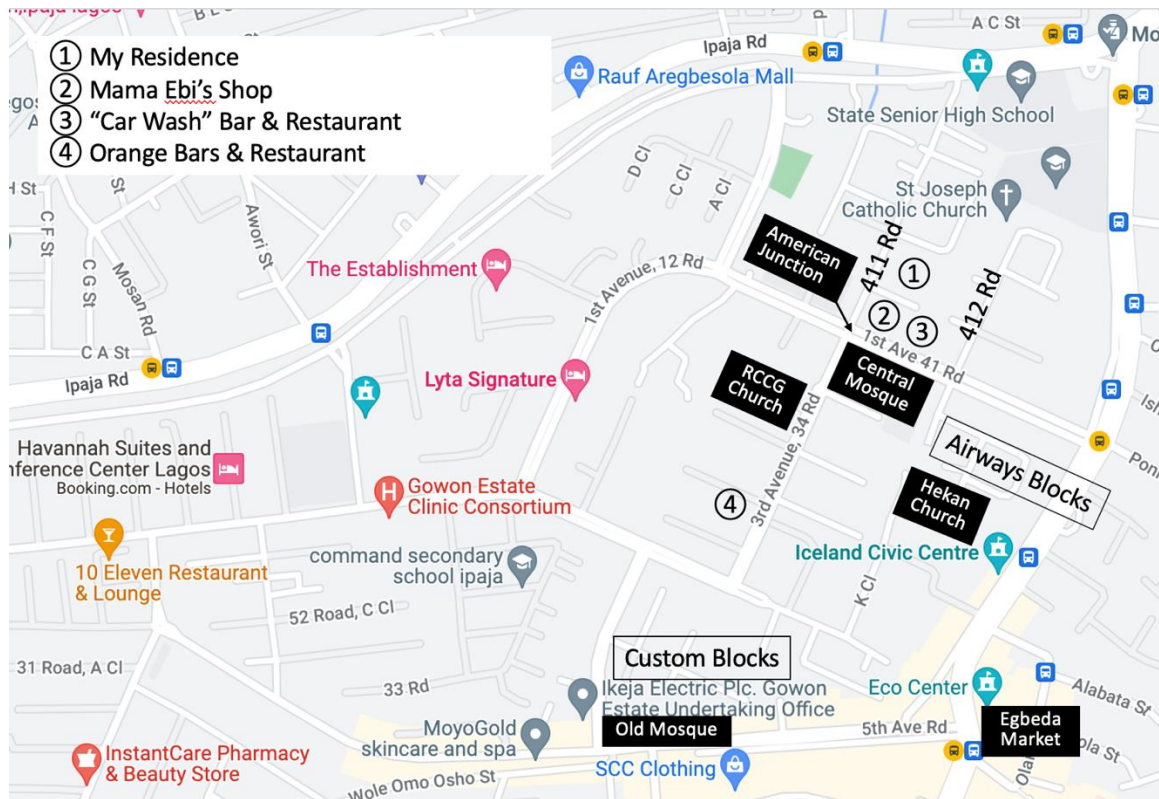 ① My Residence
② Mama Ebi's Shop
③ "Car Wash" Bar & Restaurant
④ Orange Bars & Restaurant
A C St
Ipaja Rd
Rauf Aregbesola Mall
State Senior High School
St Joseph
Catholic Church
D Cl
C Cl
A Cl
H St
C F St
C G St
Mosan Rd
Awori St
C A St
Ipaja Rd
The Establishment
1st Avenue, 12 Rd
American
Junction
411 Rd
①
②
③
412 Rd
1st Ave 41 Rd
Central
Mosque
RCCG
Church
Lyta Signature
3rd Avenue, 34 Rd
④
Airways Blocks
Hekan
Church
Iceland Civic Centre
K Cl
Havannah Suites and
nference Center Lagos
Booking.com - Hotels
Gowon Estate
Clinic Consortium
10 Eleven Restaurant
& Lounge
command secondary
school ipaja
52 Road, C Cl
31 Road, A Cl
33 Rd
Custom Blocks
Ikeja Electric Plc. Gowon
Estate Undertaking Office
Old Mosque
MoyoGold
skincare and spa
InstantCare Pharmacy
& Beauty Store
Wole Omo Osho St
SCC Clothing
5th Ave Rd
Eco Center
Egbeda
Market
Alabata St